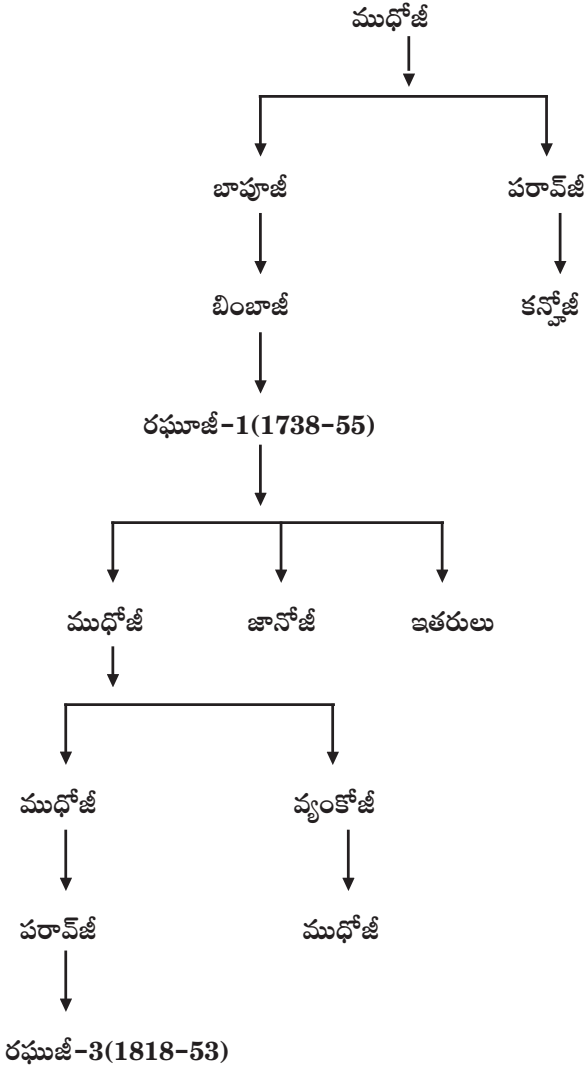 ముధోజీ
బాపూజీ పరావ్‌జీ
బింబాజీ కన్హోజీ
రఘూజీ-1(1738-55)
ముధోజీ జానోజీ ఇతరులు
ముధోజీ వ్యంకోజీ
పరావ్‌జీ ముధోజీ
రఘుజీ-3(1818-53)